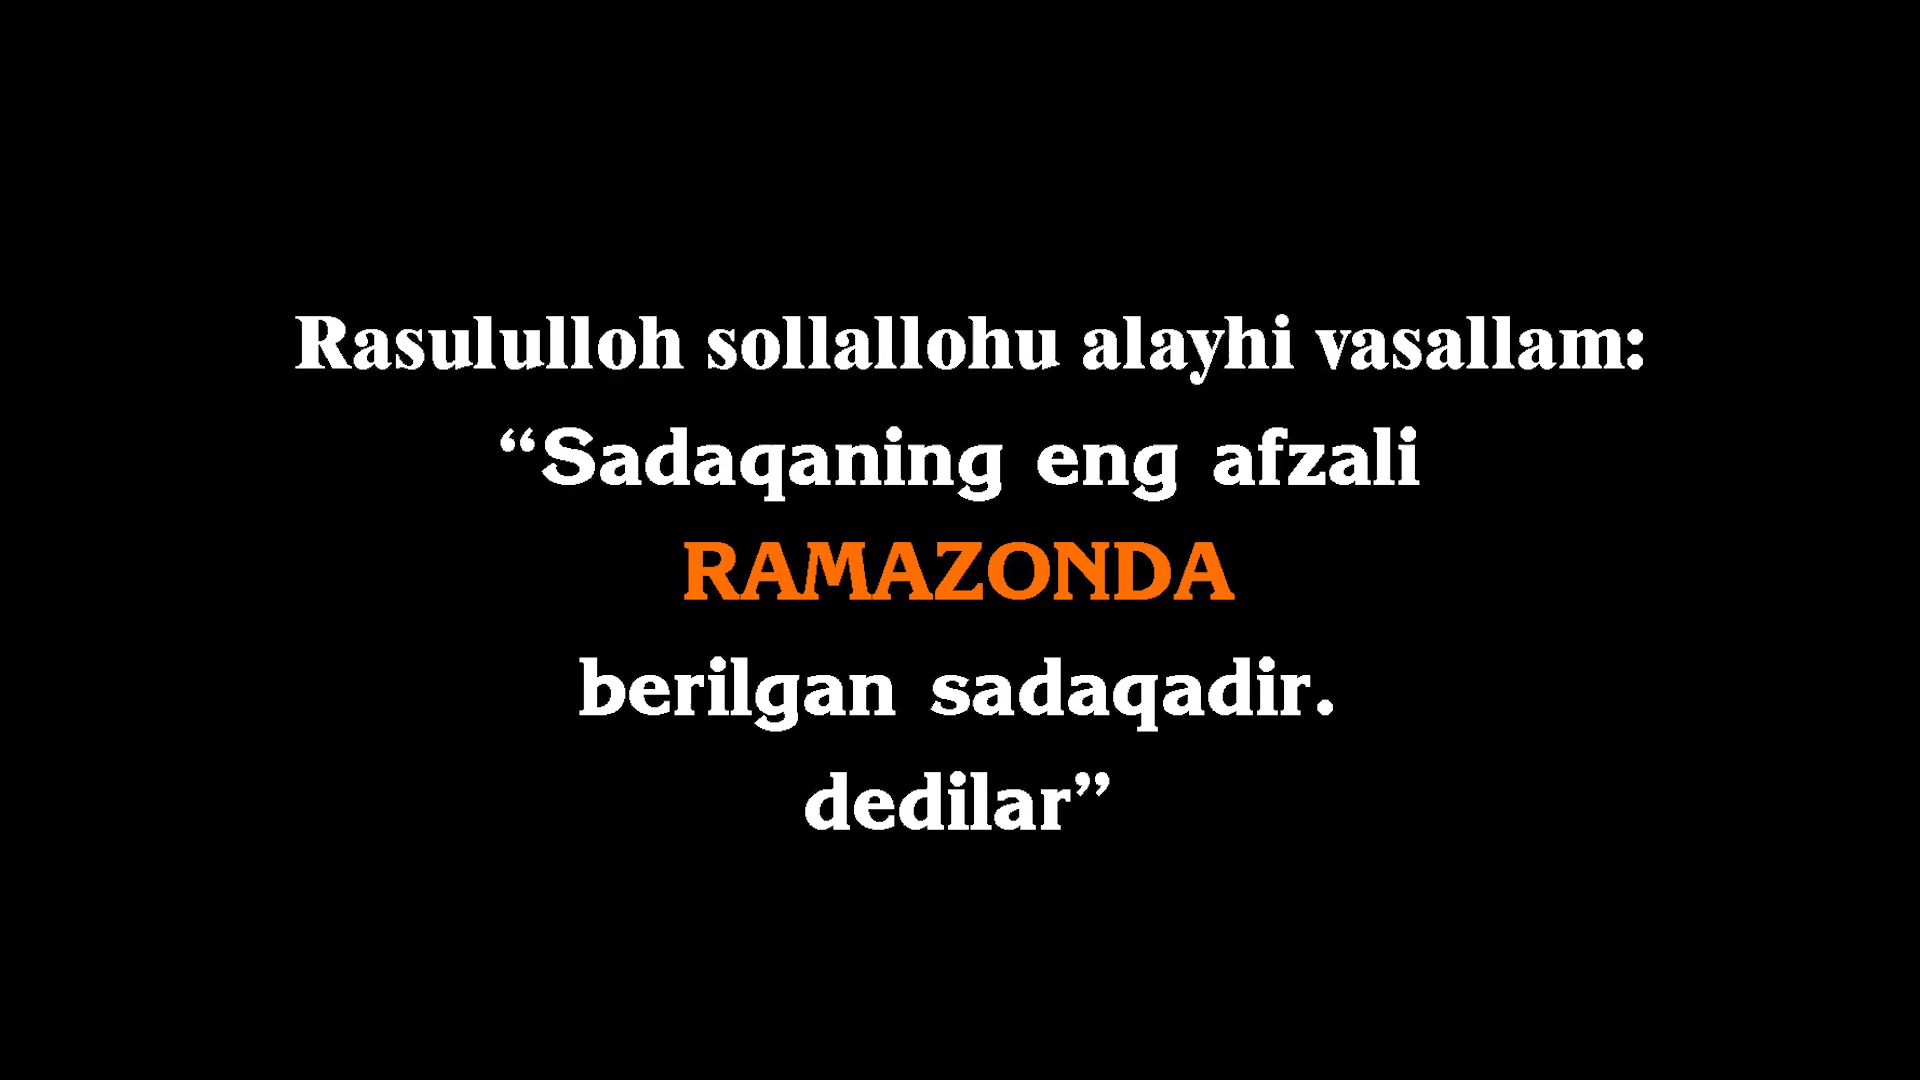 Rasululloh sollallohu alayhi vasallam:
“Sadaqaning eng afzali
RAMAZONDA
berilgan sadaqadir.
dedilar”